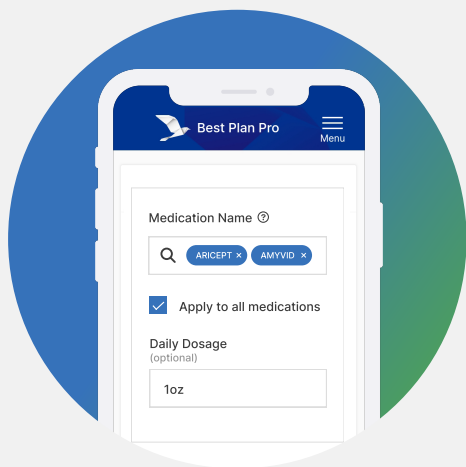 Best Plan Pro
Menu
Medication Name
ARICEPT × AMYVID ×
Apply to all medications
Daily Dosage
(optional)
1oz